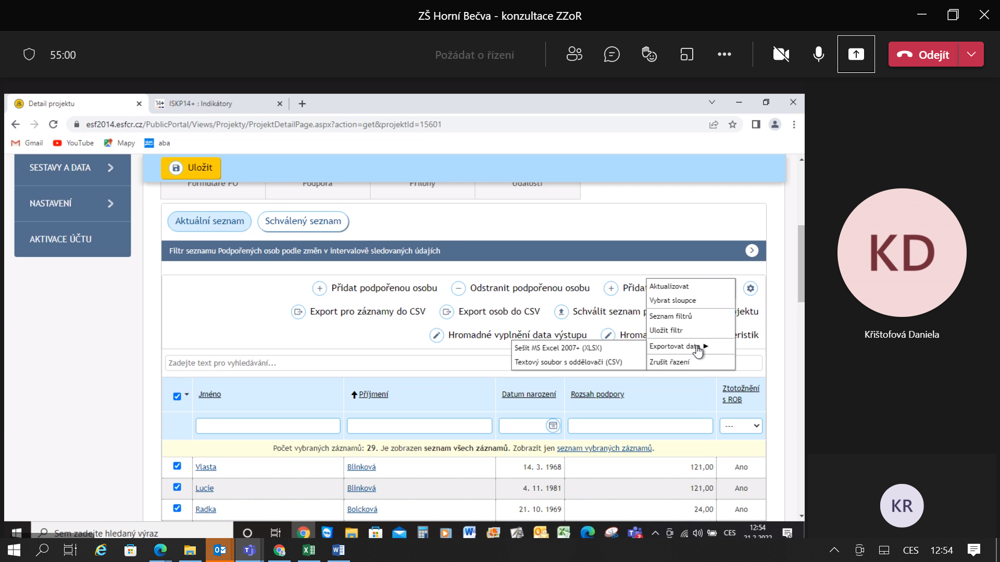 ZŠ Horní Bečva - konzultace ZZoR
55:00
Požádat o řízení
Odejít
Detail projektu
14+
ISKP14+ : Indikátory
esf2014.esfcr.cz/PublicPortal/Views/Projekty/ProjektDetailPage.aspx?action=get&projektId=15601
Gmail
YouTube
Mapy
aba
SESTAVY A DATA
NASTAVENÍ
AKTIVACE ÚČTU
Uložit
Formuláře PO
Podpora
Přílohy
Události
Aktuální seznam
Schválený seznam
Filtr seznamu Podpořených osob podle změn v intervalově sledovaných údajích
Přidat podpořenou osobu
Odstranit podpořenou osobu
Přida
Export pro záznamy do CSV
Export osob do CSV
Schválit seznam p
jektu
Hromadné vyplnění data výstupu
Hroma
ristik
Aktualizovat
Vybrat sloupce
Seznam filtrů
Uložit filtr
Exportovat data
Zrušit řazení
Sešit MS Excel 2007+ (XLSX)
Textový soubor s oddělovači (CSV)
Zadejte text pro vyhledávání...
Jméno
Příjmení
Datum narození
Rozsah podpory
Ztotožnění
s ROB
---
Počet vybraných záznamů: 29. Je zobrazen seznam všech záznamů. Zobrazit jen seznam vybraných záznamů.
Vlasta Blinková 14. 3. 1968 121,00 Ano
Lucie Blinková 4. 11. 1981 121,00 Ano
Radka Bolcková 21. 10. 1969 24,00 Ano
Sem zadejte hledaný výraz
CES
12:54
21.2.2022
KD
Křištofová Daniela
KR
CES
12:54